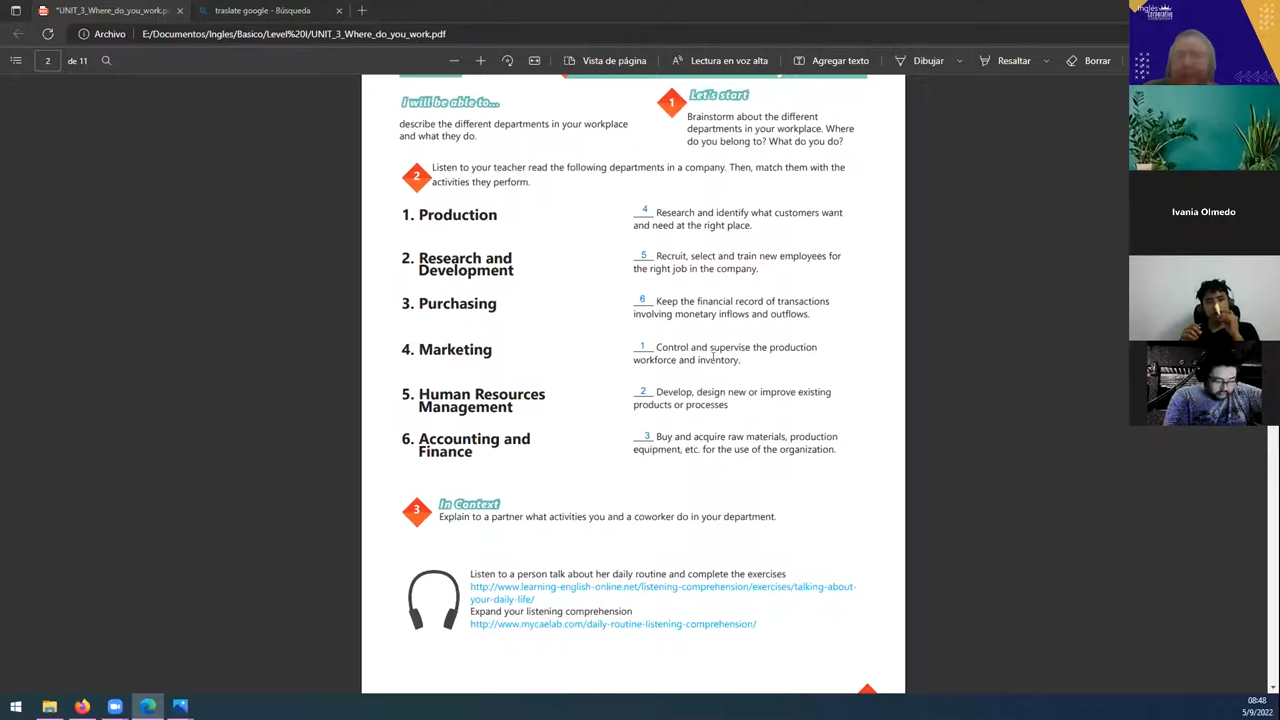 *UNIT_3_Where_do_you_work.p
traslate google - Búsqueda
Archivo
E:/Documentos/Ingles/Basico/Level%20I/UNIT_3_Where_do_you_work.pdf
2
de 11
Vista de página
Lectura en voz alta
Agregar texto
Dibujar
Resaltar
Borrar
I will be able to...
describe the different departments in your workplace
and what they do.
1
Let's start
Brainstorm about the different
departments in your workplace. Where
do you belong to? What do you do?
2
Listen to your teacher read the following departments in a company. Then, match them with the
activities they perform.
1. Production
4 Research and identify what customers want
and need at the right place.
2. Research and
Development
5 Recruit, select and train new employees for
the right job in the company.
3. Purchasing
6 Keep the financial record of transactions
involving monetary inflows and outflows.
4. Marketing
1 Control and supervise the production
workforce and inventory.
5. Human Resources
Management
2 Develop, design new or improve existing
products or processes
6. Accounting and
Finance
3 Buy and acquire raw materials, production
equipment, etc. for the use of the organization.
3
In Context
Explain to a partner what activities you and a coworker do in your department.
Listen to a person talk about her daily routine and complete the exercises
http://www.learning-english-online.net/listening-comprehension/exercises/talking-about-
your-daily-life/
Expand your listening comprehension
http://www.mycaelab.com/daily-routine-listening-comprehension/
Inglés
Corporativo
Ivania Olmedo
08:48
5/9/2022